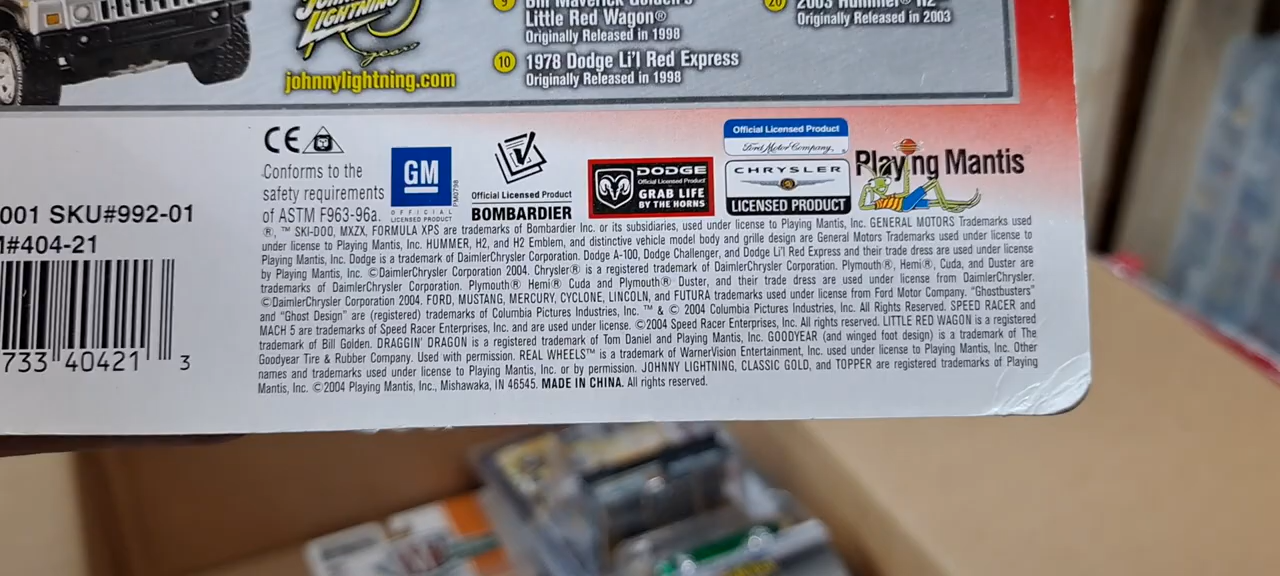 JOHNNY
LIGHTNING
years
johnnylightning.com
9 Bill Maverick Golden's
Little Red Wagon®
Originally Released in 1998
10 1978 Dodge Li'l Red Express
Originally Released in 1998
20 2003 Hummer® H2™
Originally Released in 2003
001 SKU#992-01
#404-21
733 40421 3
CE
Conforms to the
safety requirements
of ASTM F963-96a.
GM
OFFICIAL
LICENSED PRODUCT
PM0798
Official Licensed Product
BOMBARDIER
DODGE
Official Licensed Product
GRAB LIFE
BY THE HORNS
Official Licensed Product
Ford Motor Company,
CHRYSLER
LICENSED PRODUCT
Playing Mantis®
®, ™ SKI-DOO, MXZX, FORMULA XPS are trademarks of Bombardier Inc. or its subsidiaries, used under license to Playing Mantis, Inc. GENERAL MOTORS Trademarks used
under license to Playing Mantis, Inc. HUMMER, H2, and H2 Emblem, and distinctive vehicle model body and grille design are General Motors Trademarks used under license to
Playing Mantis, Inc. Dodge is a trademark of DaimlerChrysler Corporation. Dodge A-100, Dodge Challenger, and Dodge Li'l Red Express and their trade dress are used under license
by Playing Mantis, Inc. ©DaimlerChrysler Corporation 2004. Chrysler® is a registered trademark of DaimlerChrysler Corporation. Plymouth®, Hemi®, Cuda, and Duster are
trademarks of DaimlerChrysler Corporation. Plymouth® Hemi® Cuda and Plymouth® Duster, and their trade dress are used under license from DaimlerChrysler.
©DaimlerChrysler Corporation 2004. FORD, MUSTANG, MERCURY, CYCLONE, LINCOLN, and FUTURA trademarks used under license from Ford Motor Company. "Ghostbusters"
and "Ghost Design" are (registered) trademarks of Columbia Pictures Industries, Inc. ™ & © 2004 Columbia Pictures Industries, Inc. All Rights Reserved. SPEED RACER and
MACH 5 are trademarks of Speed Racer Enterprises, Inc. and are used under license. ©2004 Speed Racer Enterprises, Inc. All rights reserved. LITTLE RED WAGON is a registered
trademark of Bill Golden. DRAGGIN' DRAGON is a registered trademark of Tom Daniel and Playing Mantis, Inc. GOODYEAR (and winged foot design) is a trademark of The
Goodyear Tire & Rubber Company. Used with permission. REAL WHEELS™ is a trademark of WarnerVision Entertainment, Inc. used under license to Playing Mantis, Inc. Other
names and trademarks used under license to Playing Mantis, Inc. or by permission. JOHNNY LIGHTNING, CLASSIC GOLD, and TOPPER are registered trademarks of Playing
Mantis, Inc. ©2004 Playing Mantis, Inc., Mishawaka, IN 46545. MADE IN CHINA. All rights reserved.